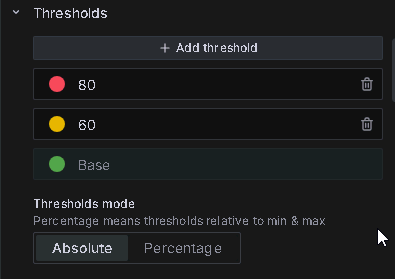 Thresholds
+ Add threshold
80
60
Base
Thresholds mode
Percentage means thresholds relative to min & max
Absolute Percentage